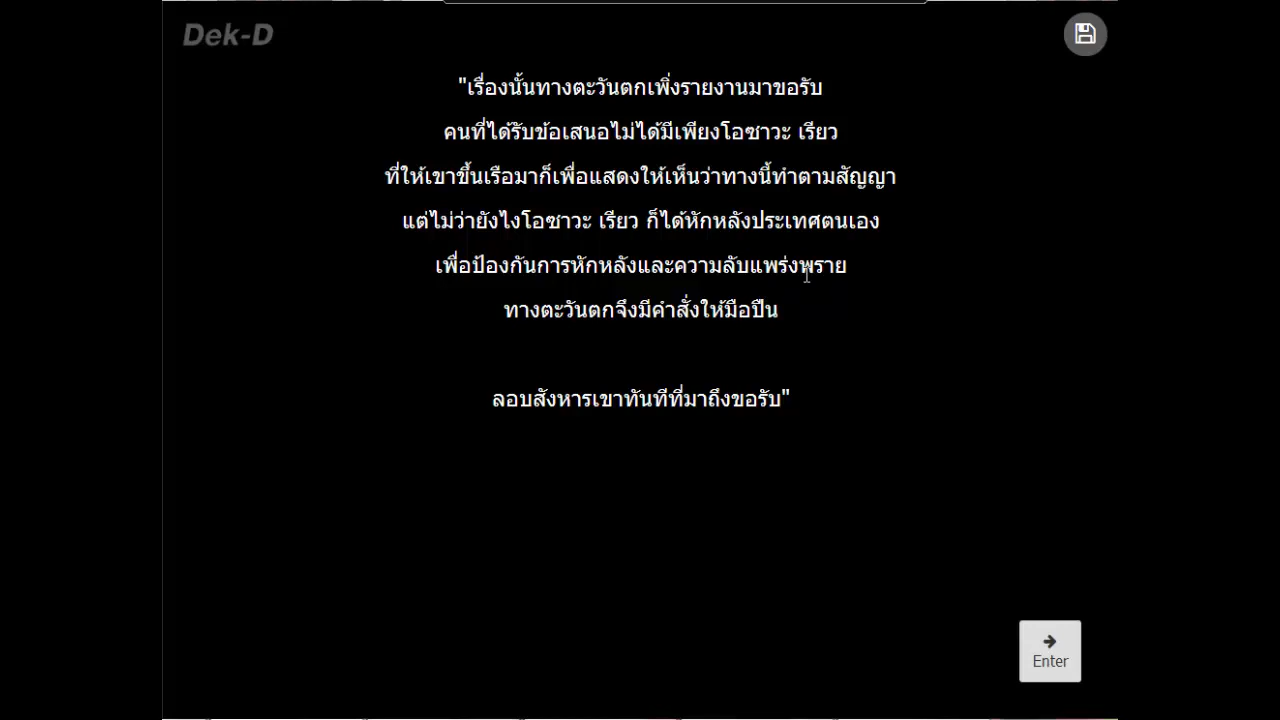 Dek-D
"เรื่องนั้นทางตะวันตกเพิ่งรายงานมาขอรับ
คนที่ได้รับข้อเสนอไม่ได้มีเพียงโอซาวะ เรียว
ที่ให้เขาขึ้นเรือมาก็เพื่อแสดงให้เห็นว่าทางนี้ทำตามสัญญา
แต่ไม่ว่ายังไงโอซาวะ เรียว ก็ได้หักหลังประเทศตนเอง
เพื่อป้องกันการหักหลังและความลับแพร่งพราย
ทางตะวันตกจึงมีคำสั่งให้มือปืน
ลอบสังหารเขาทันทีที่มาถึงขอรับ"
Enter